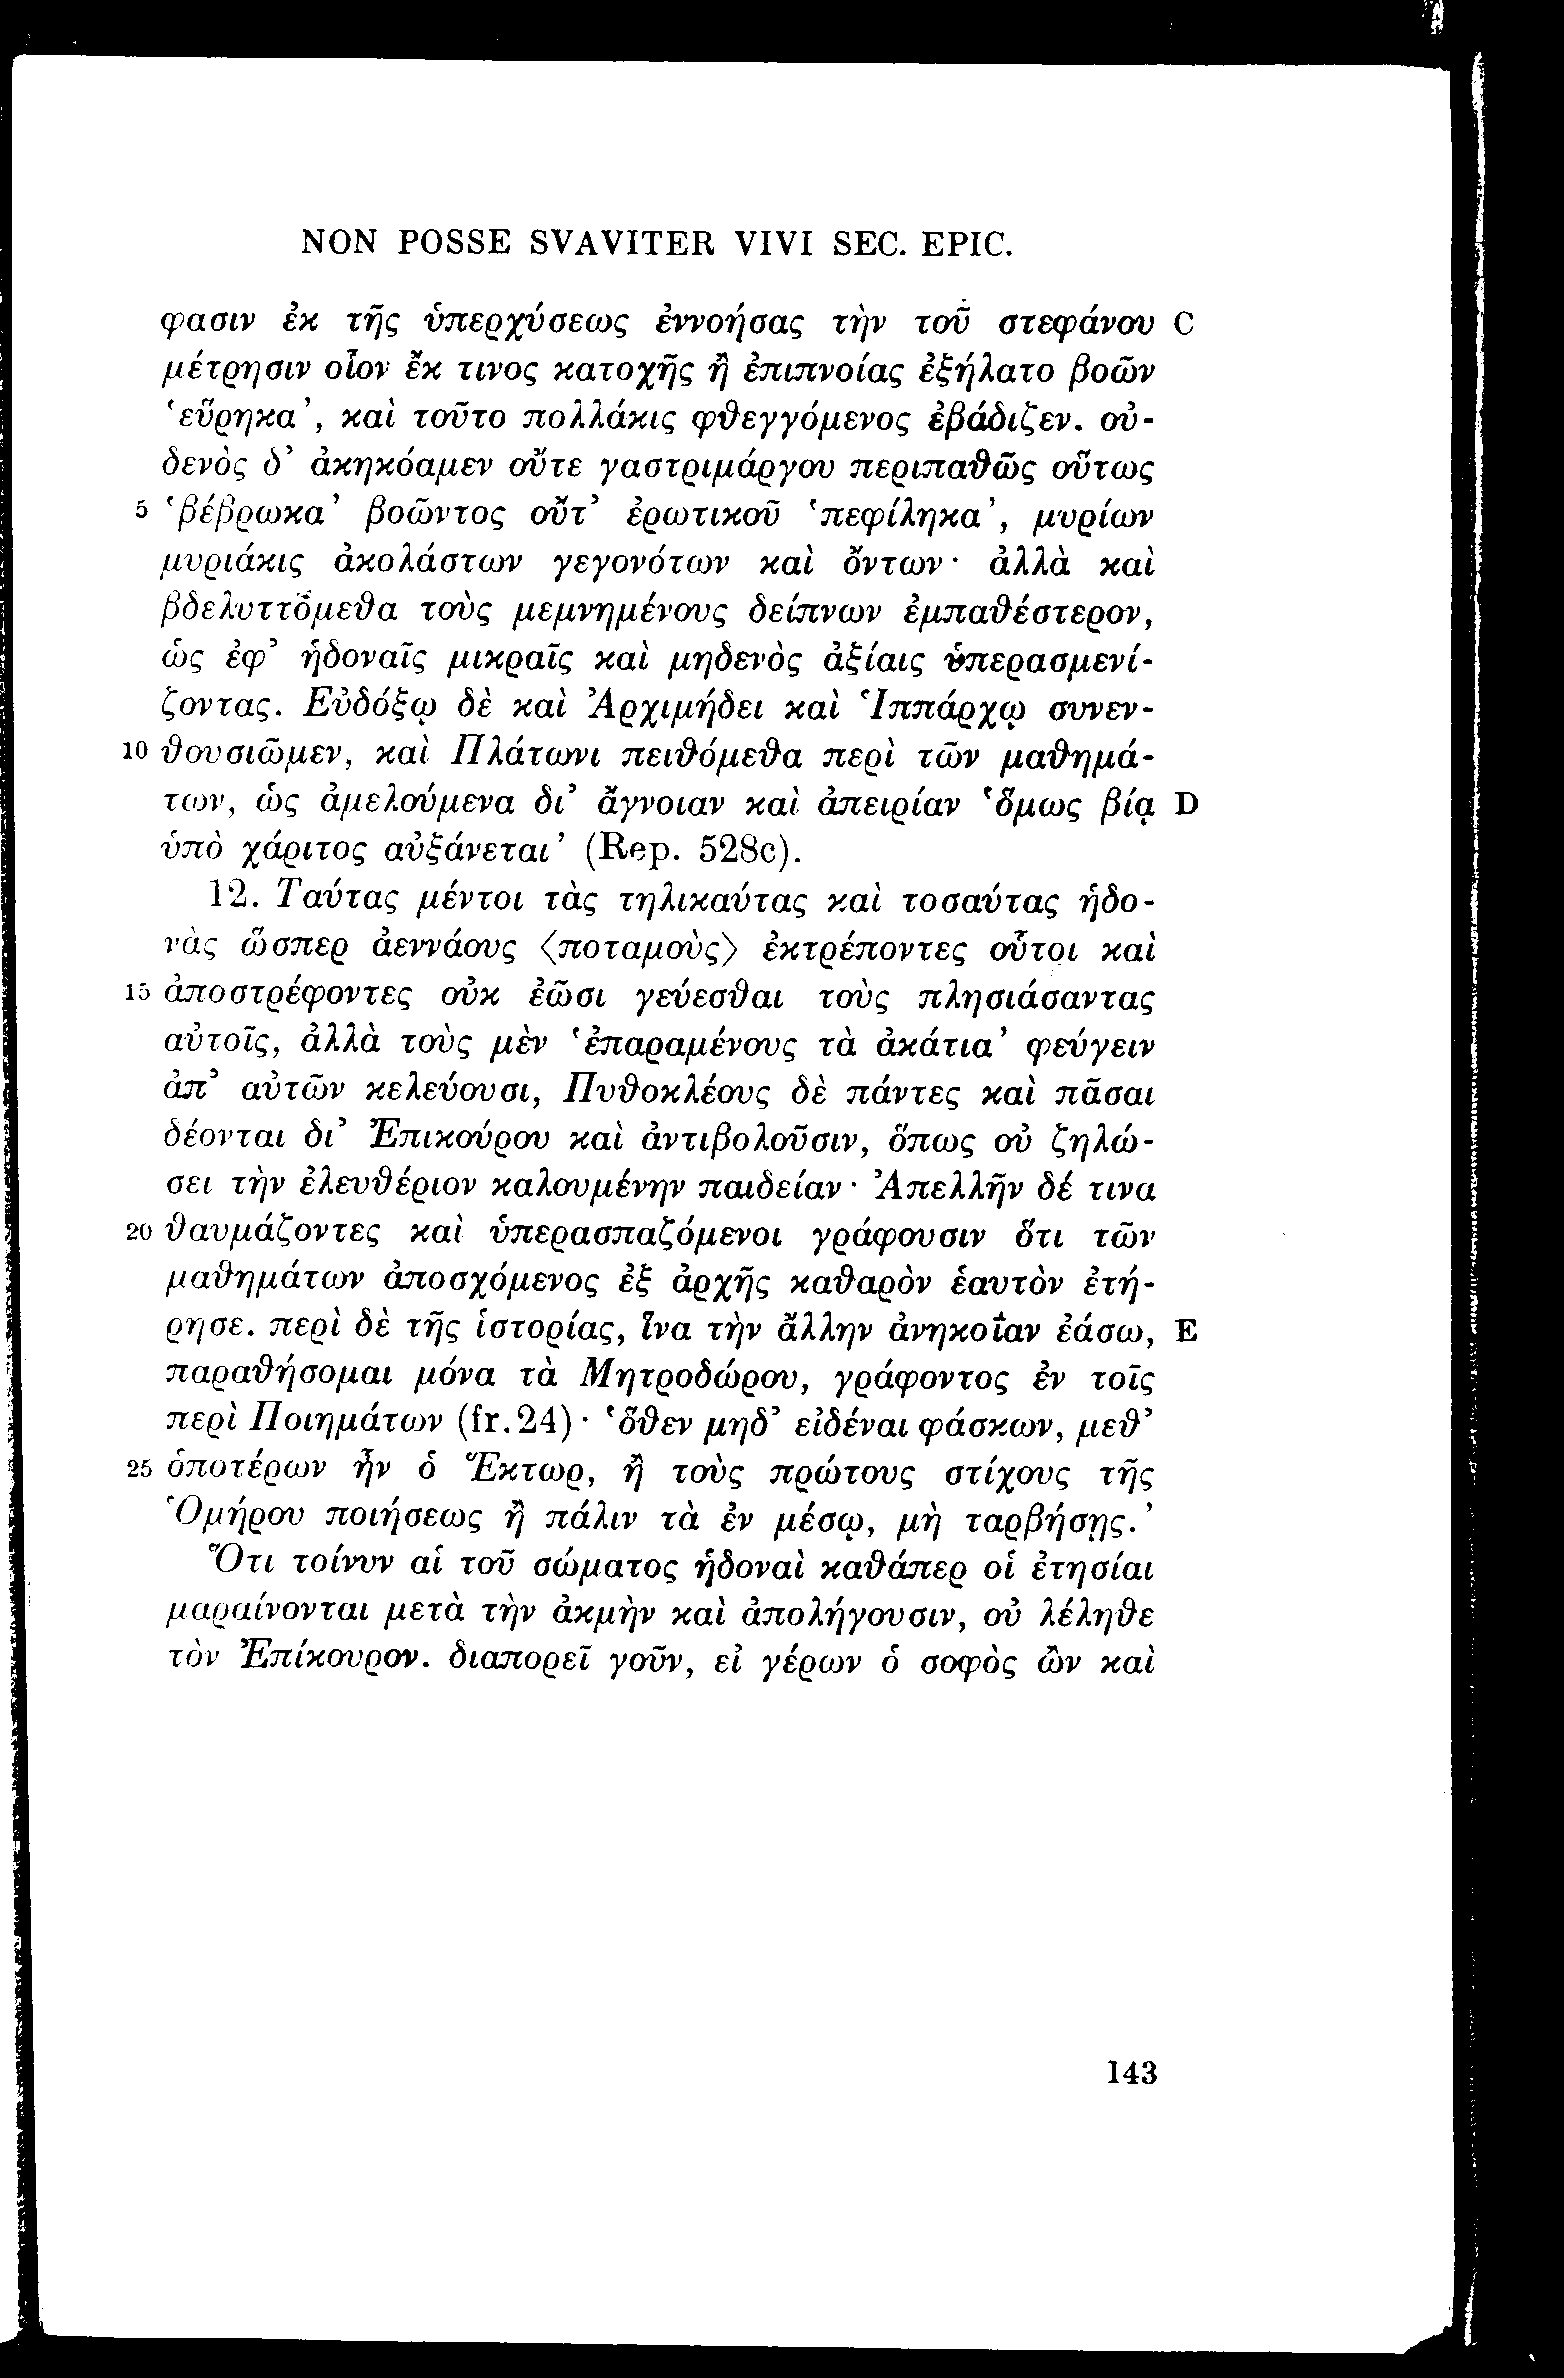 NON POSSE SVAVITER VIVI SEC. EPIC.
φασιν ἐκ τῆς ὑπερχύσεως ἐννοήσας τὴν τοῦ στεφάνου C
μέτρησιν οἷον ἔκ τινος κατοχῆς ἢ ἐπιπνοίας ἐξήλατο βοῶν
‘εὕρηκα’, καὶ τοῦτο πολλάκις φθεγγόμενος ἐβάδιζεν. οὐ-
δενὸς δ’ ἀκηκόαμεν οὔτε γαστριμάργου περιπαθῶς οὕτως
5 ‘βέβρωκα’ βοῶντος οὔτ’ ἐρωτικοῦ ‘πεφίληκα’, μυρίων
μυριάκις ἀκολάστων γεγονότων καὶ ὄντων· ἀλλὰ καὶ
βδελυττόμεθα τοὺς μεμνημένους δείπνων ἐμπαθέστερον,
ὡς ἐφ’ ἡδοναῖς μικραῖς καὶ μηδενὸς ἀξίαις ὑπερασμενί-
ζοντας. Εὐδόξῳ δὲ καὶ Ἀρχιμήδει καὶ Ἱππάρχῳ συνεν-
10 θουσιῶμεν, καὶ Πλάτωνι πειθόμεθα περὶ τῶν μαθημά-
των, ὡς ἀμελούμενα δι’ ἄγνοιαν καὶ ἀπειρίαν ‘ὅμως βίᾳ D
ὑπὸ χάριτος αὐξάνεται’ (Rep. 528c).
12. Ταύτας μέντοι τὰς τηλικαύτας καὶ τοσαύτας ἡδο-
νὰς ὥσπερ ἀεννάους 〈ποταμοὺς〉 ἐκτρέποντες οὗτοι καὶ
15 ἀποστρέφοντες οὐκ ἐῶσι γεύεσθαι τοὺς πλησιάσαντας
αὐτοῖς, ἀλλὰ τοὺς μὲν ‘ἐπαραμένους τὰ ἀκάτια’ φεύγειν
ἀπ’ αὐτῶν κελεύουσι, Πυθοκλέους δὲ πάντες καὶ πᾶσαι
δέονται δι’ Ἐπικούρου καὶ ἀντιβολοῦσιν, ὅπως οὐ ζηλώ-
σει τὴν ἐλευθέριον καλουμένην παιδείαν· Ἀπελλῆν δέ τινα
20 θαυμάζοντες καὶ ὑπερασπαζόμενοι γράφουσιν ὅτι τῶν
μαθημάτων ἀποσχόμενος ἐξ ἀρχῆς καθαρὸν ἑαυτὸν ἐτή-
ρησε. περὶ δὲ τῆς ἱστορίας, ἵνα τὴν ἄλλην ἀνηκοΐαν ἐάσω, E
παραθήσομαι μόνα τὰ Μητροδώρου, γράφοντος ἐν τοῖς
περὶ Ποιημάτων (fr. 24)· ‘ὅθεν μηδ’ εἰδέναι φάσκων, μεθ’
25 ὁποτέρων ἦν ὁ Ἕκτωρ, ἢ τοὺς πρώτους στίχους τῆς
Ὁμήρου ποιήσεως ἢ πάλιν τὰ ἐν μέσῳ, μὴ ταρβήσῃς.’
Ὅτι τοίνυν αἱ τοῦ σώματος ἡδοναὶ καθάπερ οἱ ἐτησίαι
μαραίνονται μετὰ τὴν ἀκμὴν καὶ ἀπολήγουσιν, οὐ λέληθε
τὸν Ἐπίκουρον. διαπορεῖ γοῦν, εἰ γέρων ὁ σοφὸς ὢν καὶ
143